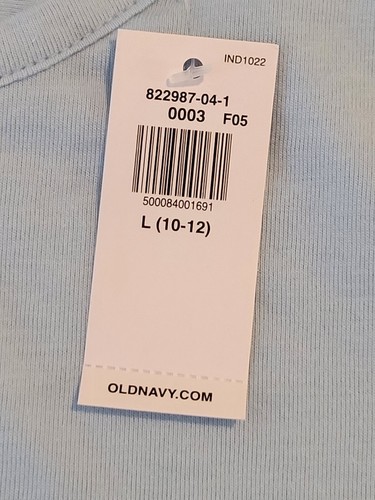 IND1022
822987-04-1
0003 F05
500084001691
L (10-12)
OLDNAVY.COM